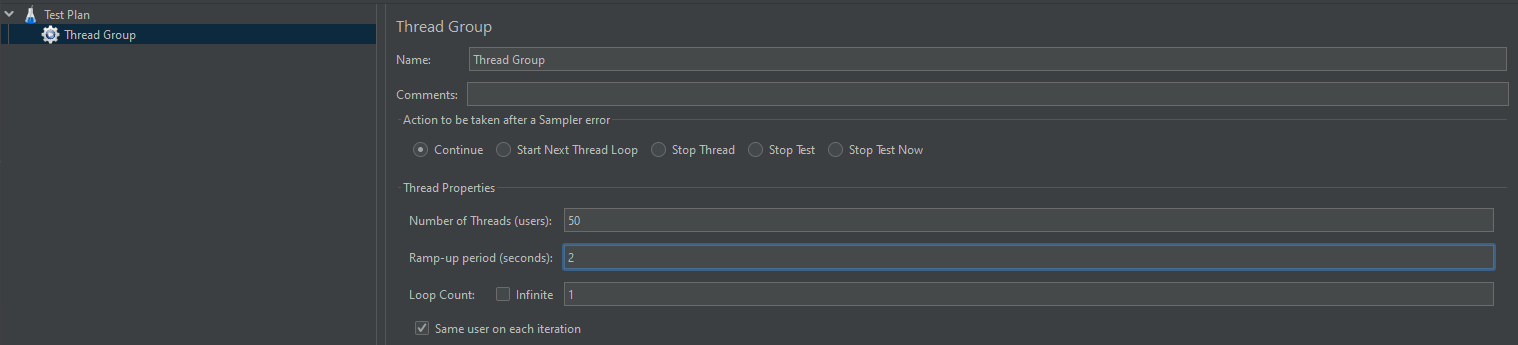 Test Plan
Thread Group
Thread Group
Name: Thread Group
Comments:
Action to be taken after a Sampler error
Continue Start Next Thread Loop Stop Thread Stop Test Stop Test Now
Thread Properties
Number of Threads (users): 50
Ramp-up period (seconds): 2
Loop Count: Infinite 1
Same user on each iteration